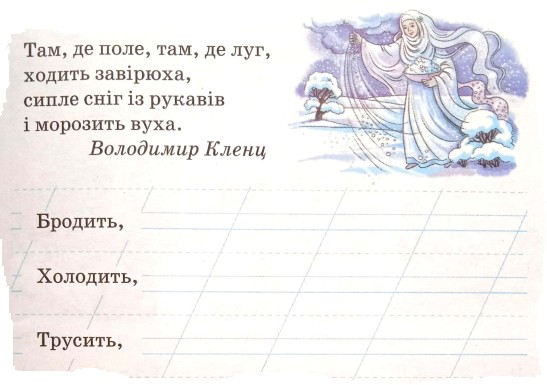 Там, де поле, там, де луг,
ходить завірюха,
сипле сніг із рукавів
і морозить вуха.
Володимир Кленц
Бродить,
Холодить,
Трусить,